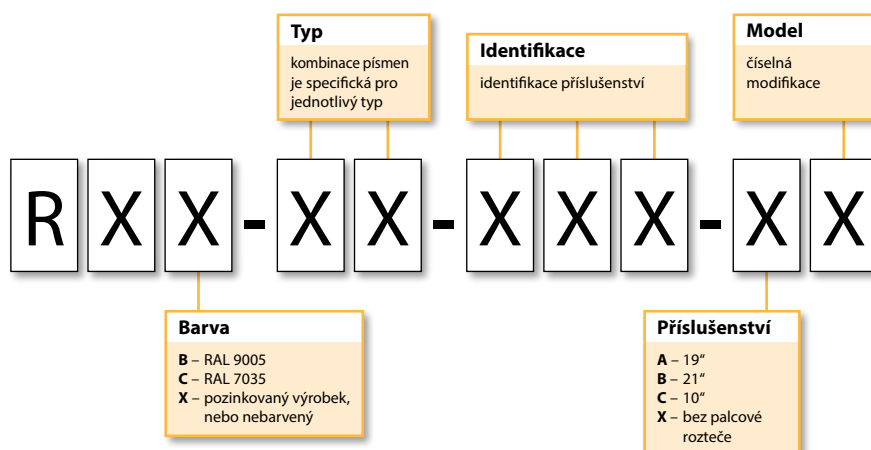 Typ
kombinace písmen
je specifická pro
jednotlivý typ
Identifikace
identifikace příslušenství
Model
číselná
modifikace
R X X - X X - X X X - X X
Barva
B – RAL 9005
C – RAL 7035
X – pozinkovaný výrobek,
nebo nebarvený
Příslušenství
A – 19“
B – 21“
C – 10“
X – bez palcové
rozteče